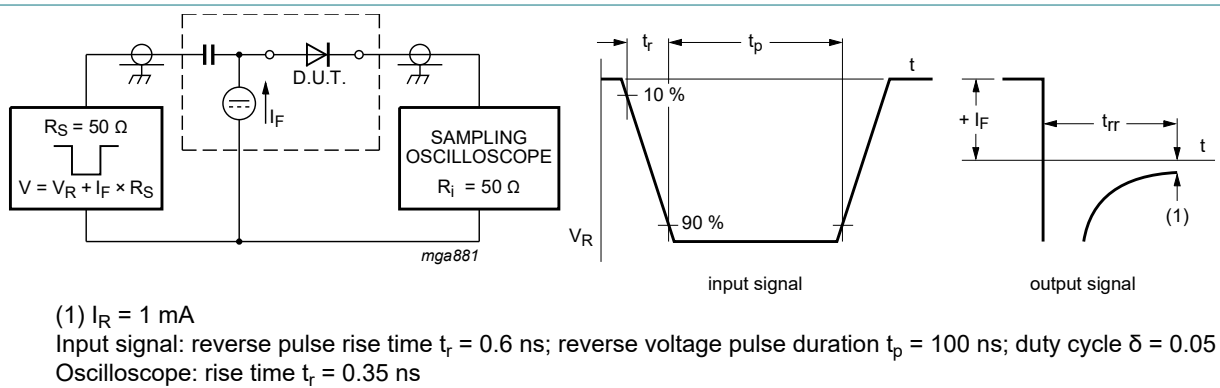 D.U.T.
I_F
R_S = 50 Ω
V = V_R + I_F × R_S
SAMPLING
OSCILLOSCOPE
R_i = 50 Ω
mga881
t_r
t_p
t
10 %
90 %
V_R
input signal
+ I_F
t_rr
t
(1)
output signal
(1) I_R = 1 mA
Input signal: reverse pulse rise time t_r = 0.6 ns; reverse voltage pulse duration t_p = 100 ns; duty cycle δ = 0.05
Oscilloscope: rise time t_r = 0.35 ns